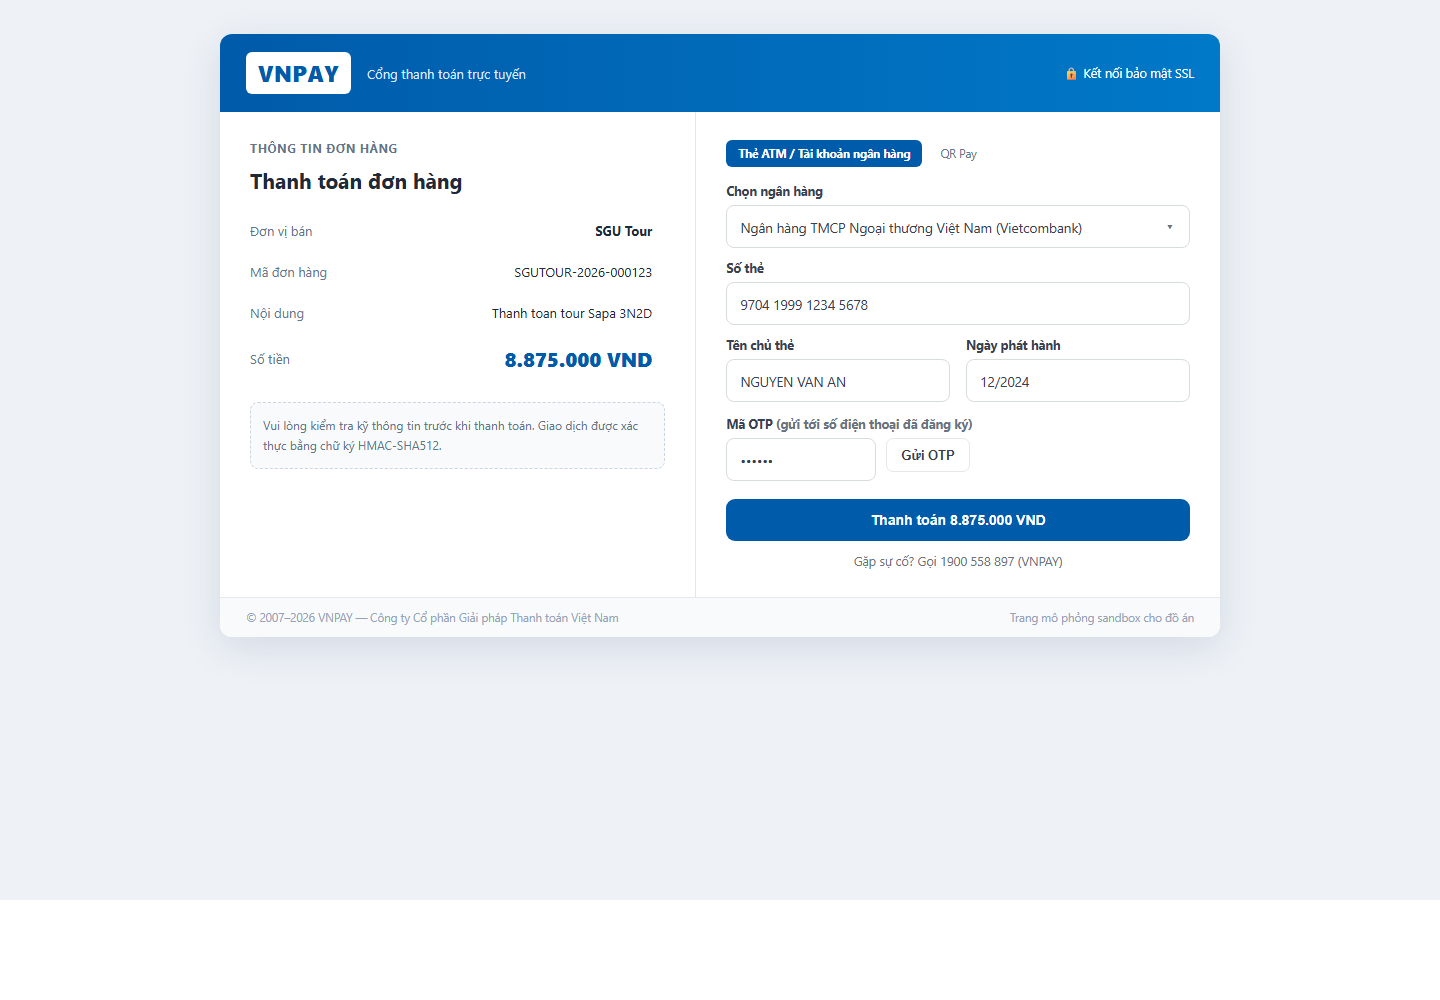 VNPAY
Cổng thanh toán trực tuyến
Kết nối bảo mật SSL
THÔNG TIN ĐƠN HÀNG
Thanh toán đơn hàng
Đơn vị bán SGU Tour
Mã đơn hàng SGUTOUR-2026-000123
Nội dung Thanh toan tour Sapa 3N2D
Số tiền 8.875.000 VND
Vui lòng kiểm tra kỹ thông tin trước khi thanh toán. Giao dịch được xác
thực bằng chữ ký HMAC-SHA512.
Thẻ ATM / Tài khoản ngân hàng QR Pay
Chọn ngân hàng
Ngân hàng TMCP Ngoại thương Việt Nam (Vietcombank)
Số thẻ
9704 1999 1234 5678
Tên chủ thẻ Ngày phát hành
NGUYEN VAN AN 12/2024
Mã OTP (gửi tới số điện thoại đã đăng ký)
•••••• Gửi OTP
Thanh toán 8.875.000 VND
Gặp sự cố? Gọi 1900 558 897 (VNPAY)
© 2007–2026 VNPAY — Công ty Cổ phần Giải pháp Thanh toán Việt Nam
Trang mô phỏng sandbox cho đồ án